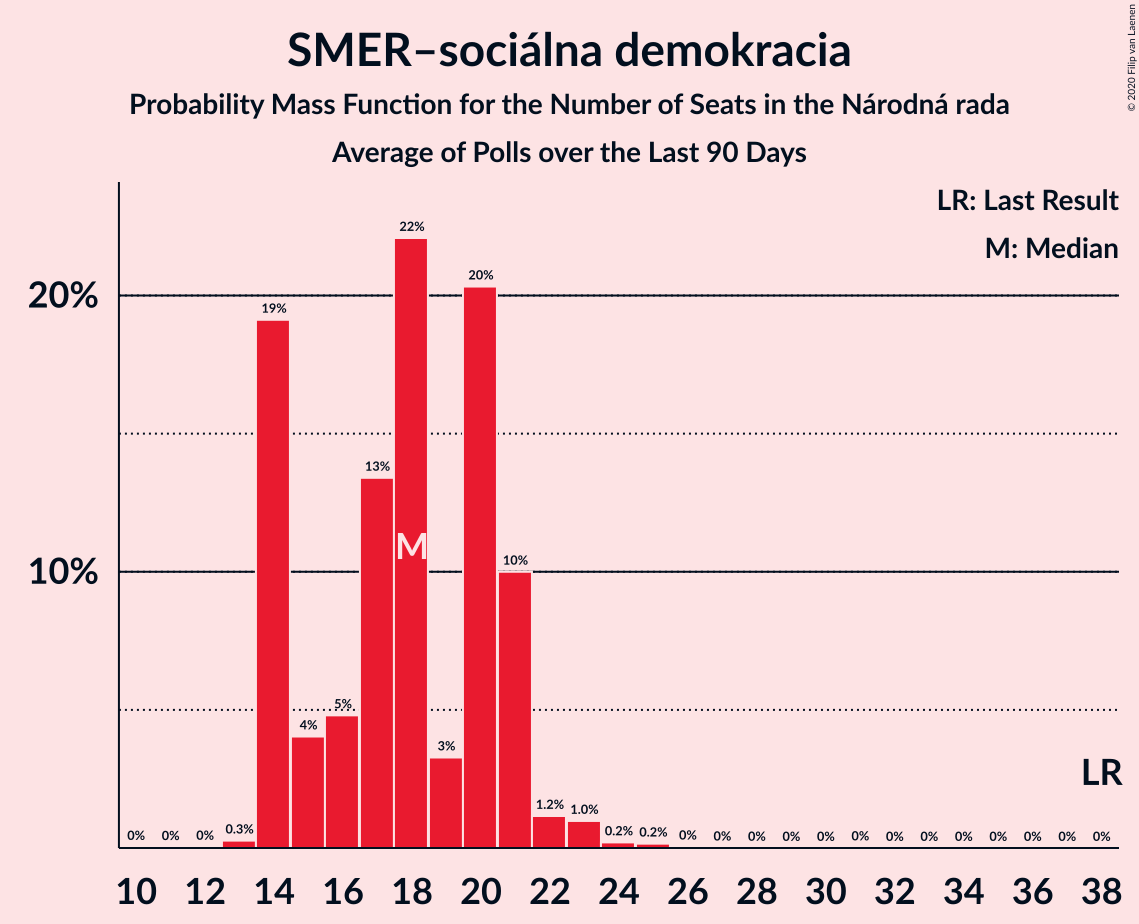 SMER–sociálna demokracia
Probability Mass Function for the Number of Seats in the Národná rada
Average of Polls over the Last 90 Days
© 2020 Filip van Laenen
LR: Last Result
M: Median
20%
10%
0% 0% 0% 0.3% 19% 4% 5% 13% 22% 3% 20% 10% 1.2% 1.0% 0.2% 0.2% 0% 0% 0% 0% 0% 0% 0% 0% 0% 0% 0% 0% 0%
M
LR
10 12 14 16 18 20 22 24 26 28 30 32 34 36 38